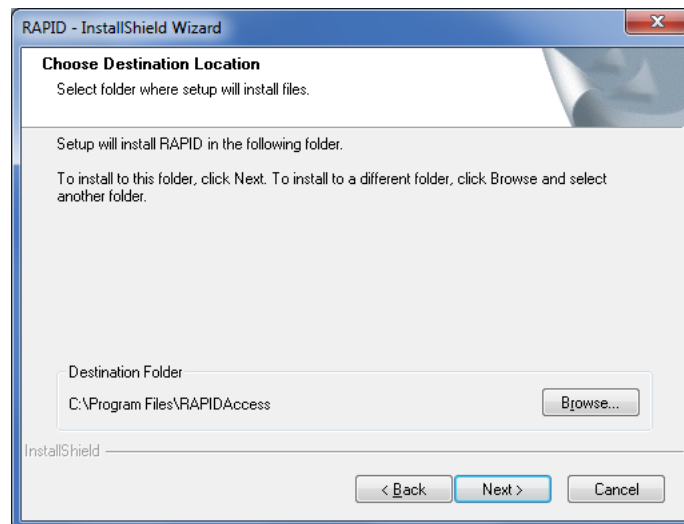 RAPID - InstallShield Wizard
Choose Destination Location
Select folder where setup will install files.
Setup will install RAPID in the following folder.
To install to this folder, click Next. To install to a different folder, click Browse and select
another folder.
Destination Folder
C:\Program Files\RAPIDAccess
Browse...
InstallShield
< Back
Next >
Cancel